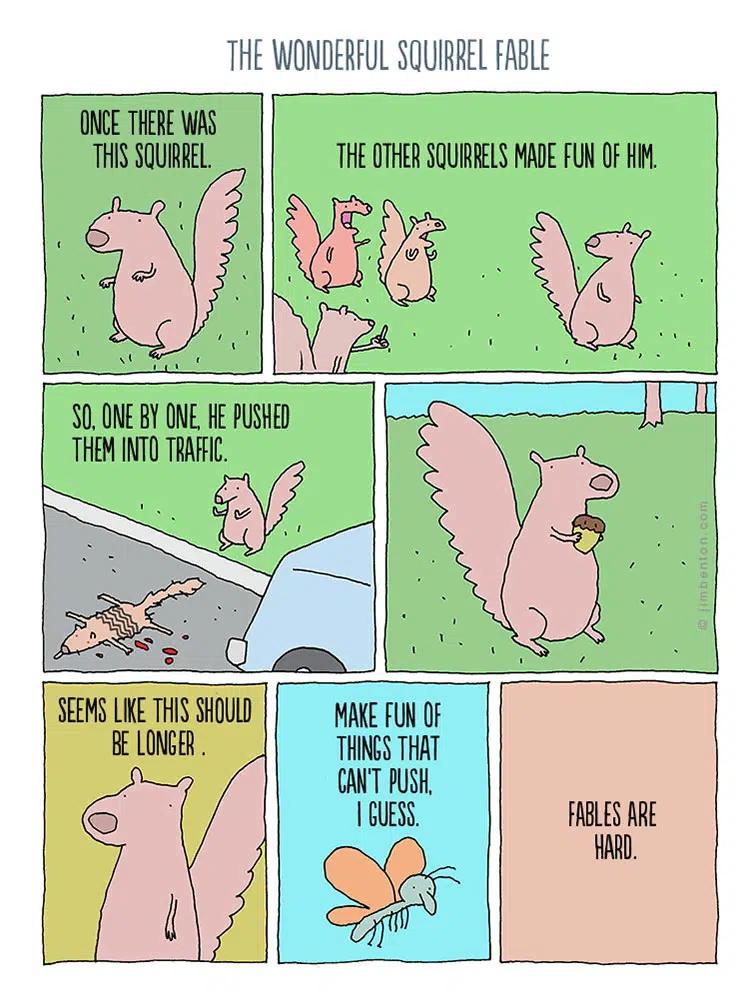 THE WONDERFUL SQUIRREL FABLE
ONCE THERE WAS
THIS SQUIRREL.
THE OTHER SQUIRRELS MADE FUN OF HIM.
SO, ONE BY ONE, HE PUSHED
THEM INTO TRAFFIC.
© jimbenton.com
SEEMS LIKE THIS SHOULD
BE LONGER .
MAKE FUN OF
THINGS THAT
CAN'T PUSH,
I GUESS.
FABLES ARE
HARD.